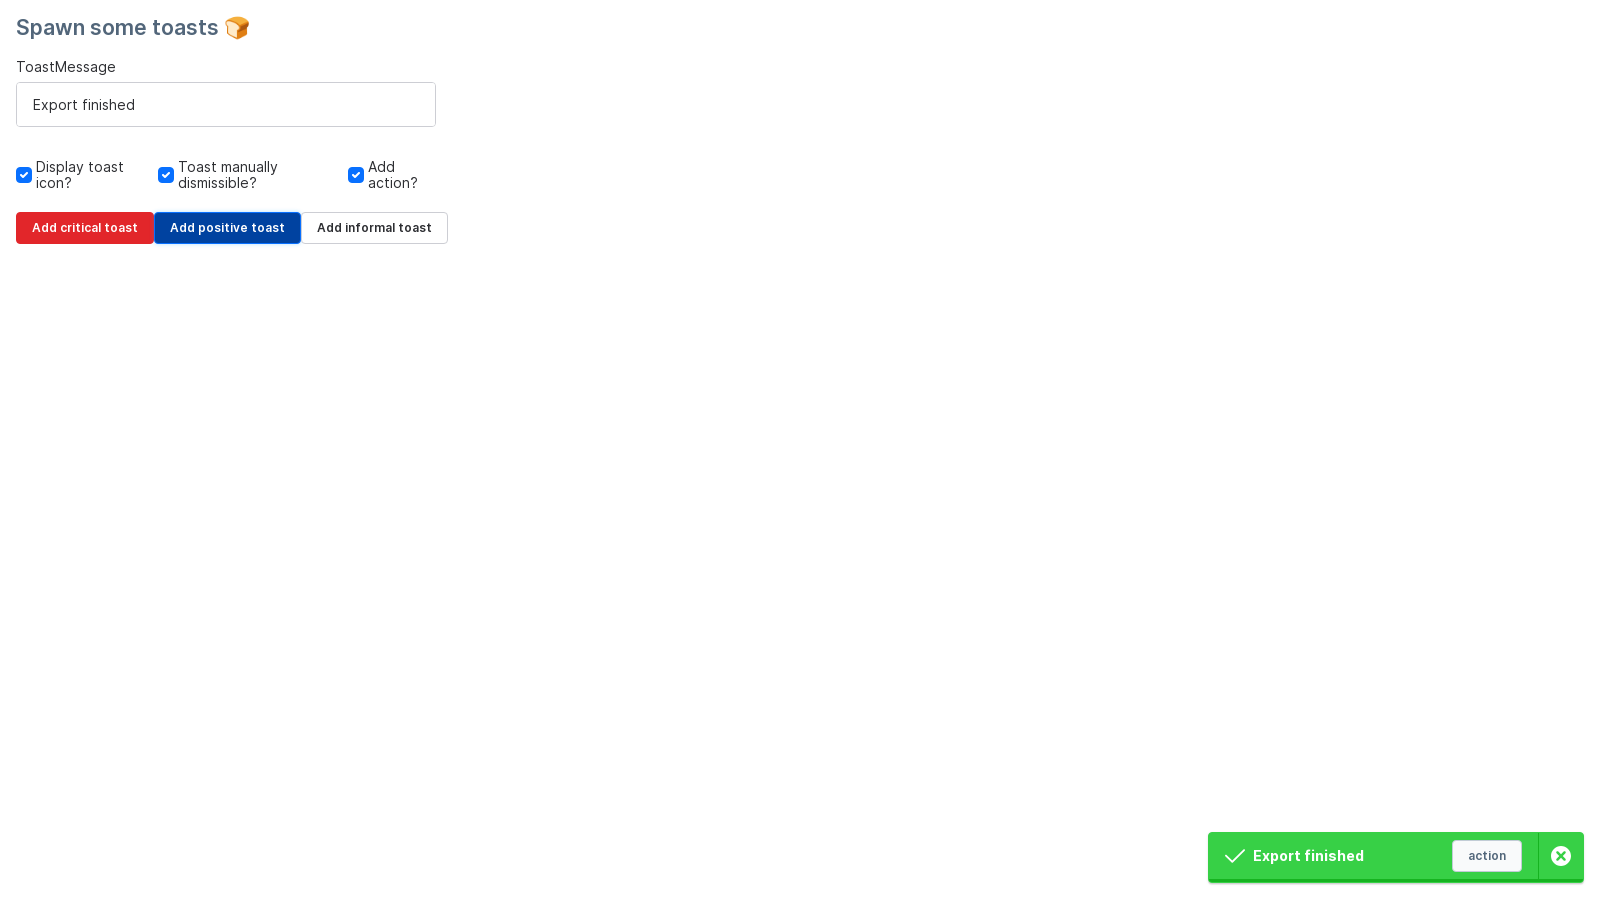 Spawn some toasts 🍞
ToastMessage
Export finished
Display toast icon?
Toast manually dismissible?
Add action?
Add critical toast
Add positive toast
Add informal toast
Export finished
action